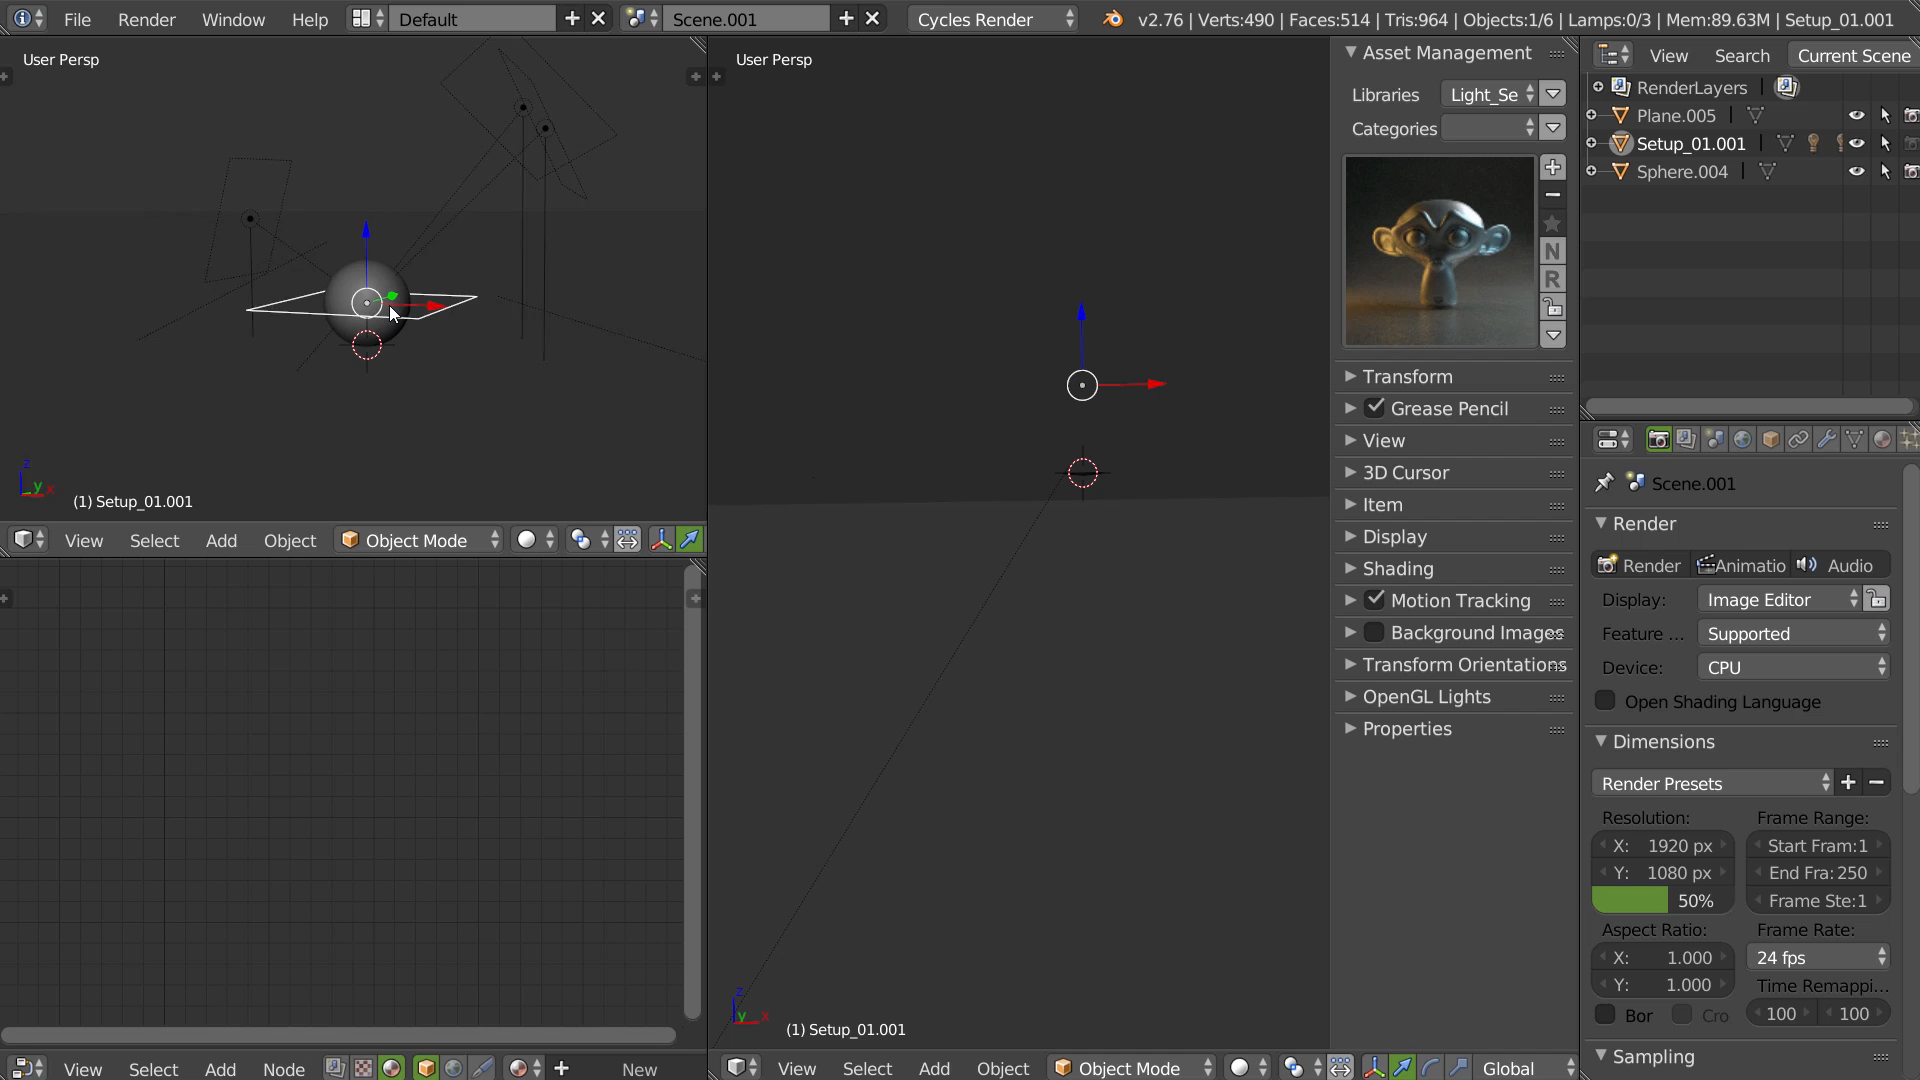 File Render Window Help Default Scene.001 Cycles Render v2.76 | Verts:490 | Faces:514 | Tris:964 | Objects:1/6 | Lamps:0/3 | Mem:89.63M | Setup_01.001
User Persp
z
y
x
(1) Setup_01.001
View Select Add Object Object Mode
View Select Add Node New
User Persp
z
y
x
(1) Setup_01.001
View Select Add Object Object Mode Global
Asset Management
Libraries Light_Se
Categories
N
R
Transform
Grease Pencil
View
3D Cursor
Item
Display
Shading
Motion Tracking
Background Images
Transform Orientations
OpenGL Lights
Properties
View Search Current Scene
RenderLayers
Plane.005
Setup_01.001
Sphere.004
Scene.001
Render
Render Animatio Audio
Display: Image Editor
Feature ... Supported
Device: CPU
Open Shading Language
Dimensions
Render Presets
Resolution: Frame Range:
X: 1920 px Start Fram:1
Y: 1080 px End Fra: 250
50% Frame Ste:1
Aspect Ratio: Frame Rate:
X: 1.000 24 fps
Y: 1.000 Time Remappi...
Bor Cro 100 100
Sampling